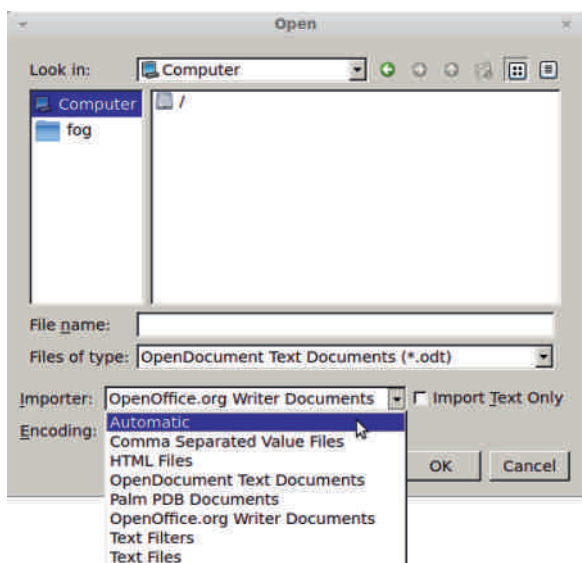 Open
Look in: Computer
Computer
fog
/
File name:
Files of type: OpenDocument Text Documents (*.odt)
Importer: OpenOffice.org Writer Documents Import Text Only
Encoding:
Automatic
Comma Separated Value Files
HTML Files
OpenDocument Text Documents
Palm PDB Documents
OpenOffice.org Writer Documents
Text Filters
Text Files
OK Cancel